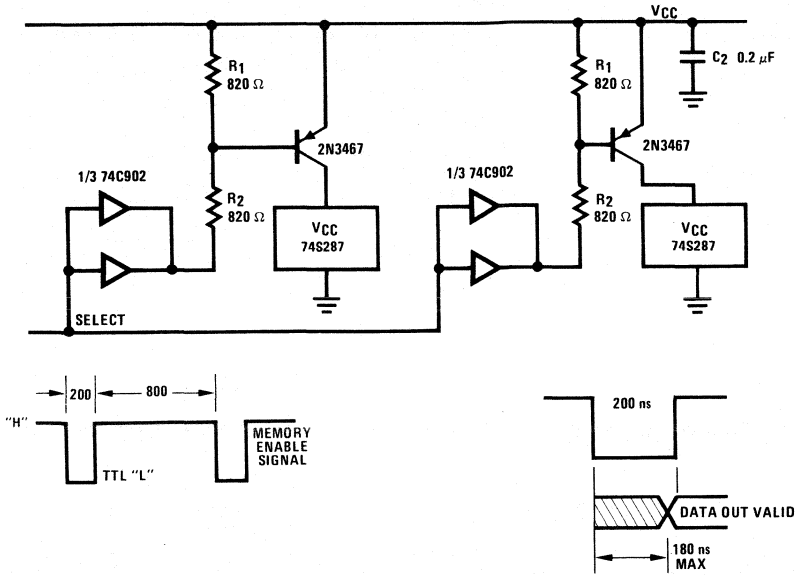 VCC
R1
820 Ω
2N3467
1/3 74C902
R2
820 Ω
VCC
74S287
SELECT
R1
820 Ω
C2 0.2 μF
2N3467
1/3 74C902
R2
820 Ω
VCC
74S287
200
800
"H"
TTL "L"
MEMORY
ENABLE
SIGNAL
200 ns
DATA OUT VALID
180 ns
MAX